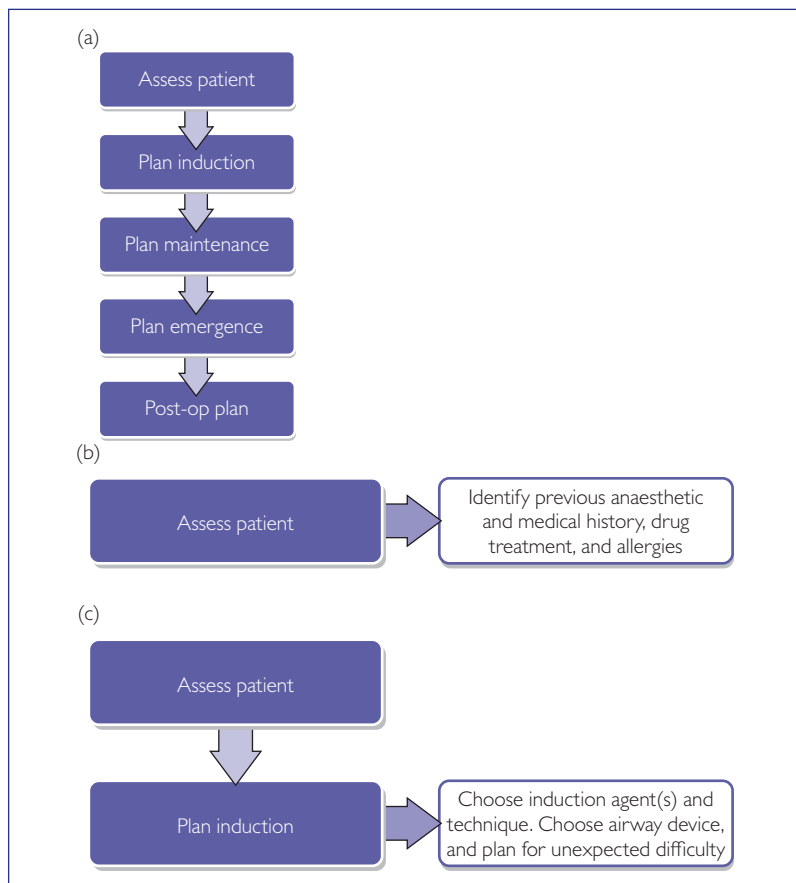 (a)
Assess patient
Plan induction
Plan maintenance
Plan emergence
Post-op plan
(b)
Assess patient
Identify previous anaesthetic
and medical history, drug
treatment, and allergies
(c)
Assess patient
Plan induction
Choose induction agent(s) and
technique. Choose airway device,
and plan for unexpected difficulty